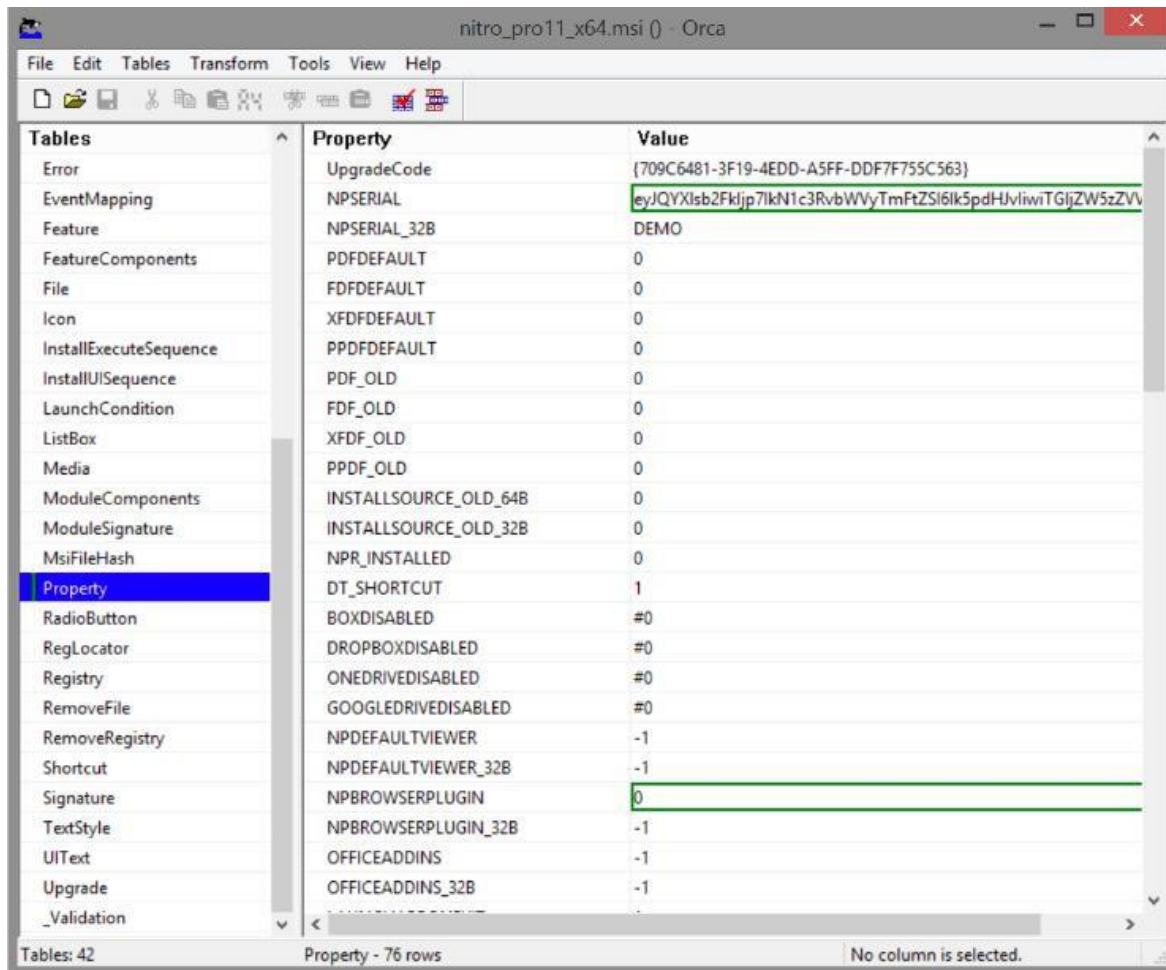 nitro_pro11_x64.msi () - Orca
File Edit Tables Transform Tools View Help
Tables Property Value
Error UpgradeCode {709C6481-3F19-4EDD-A5FF-DDF7F755C563}
EventMapping NPSERIAL
Feature NPSERIAL_32B DEMO
FeatureComponents PDFDEFAULT 0
File FDFDEFAULT 0
Icon XFDFDEFAULT 0
InstallExecuteSequence PPDFDEFAULT 0
InstallUISequence PDF_OLD 0
LaunchCondition FDF_OLD 0
ListBox XFDF_OLD 0
Media PPDF_OLD 0
ModuleComponents INSTALLSOURCE_OLD_64B 0
ModuleSignature INSTALLSOURCE_OLD_32B 0
MsiFileHash NPR_INSTALLED 0
Property DT_SHORTCUT 1
RadioButton BOXDISABLED #0
RegLocator DROPBOXDISABLED #0
Registry ONEDRIVEDISABLED #0
RemoveFile GOOGLEDRIVEDISABLED #0
RemoveRegistry NPDEFAULTVIEWER -1
Shortcut NPDEFAULTVIEWER_32B -1
Signature NPBROWSERPLUGIN 0
TextStyle NPBROWSERPLUGIN_32B -1
UIText OFFICEADDINS -1
Upgrade OFFICEADDINS_32B -1
_Validation
Tables: 42 Property - 76 rows No column is selected.